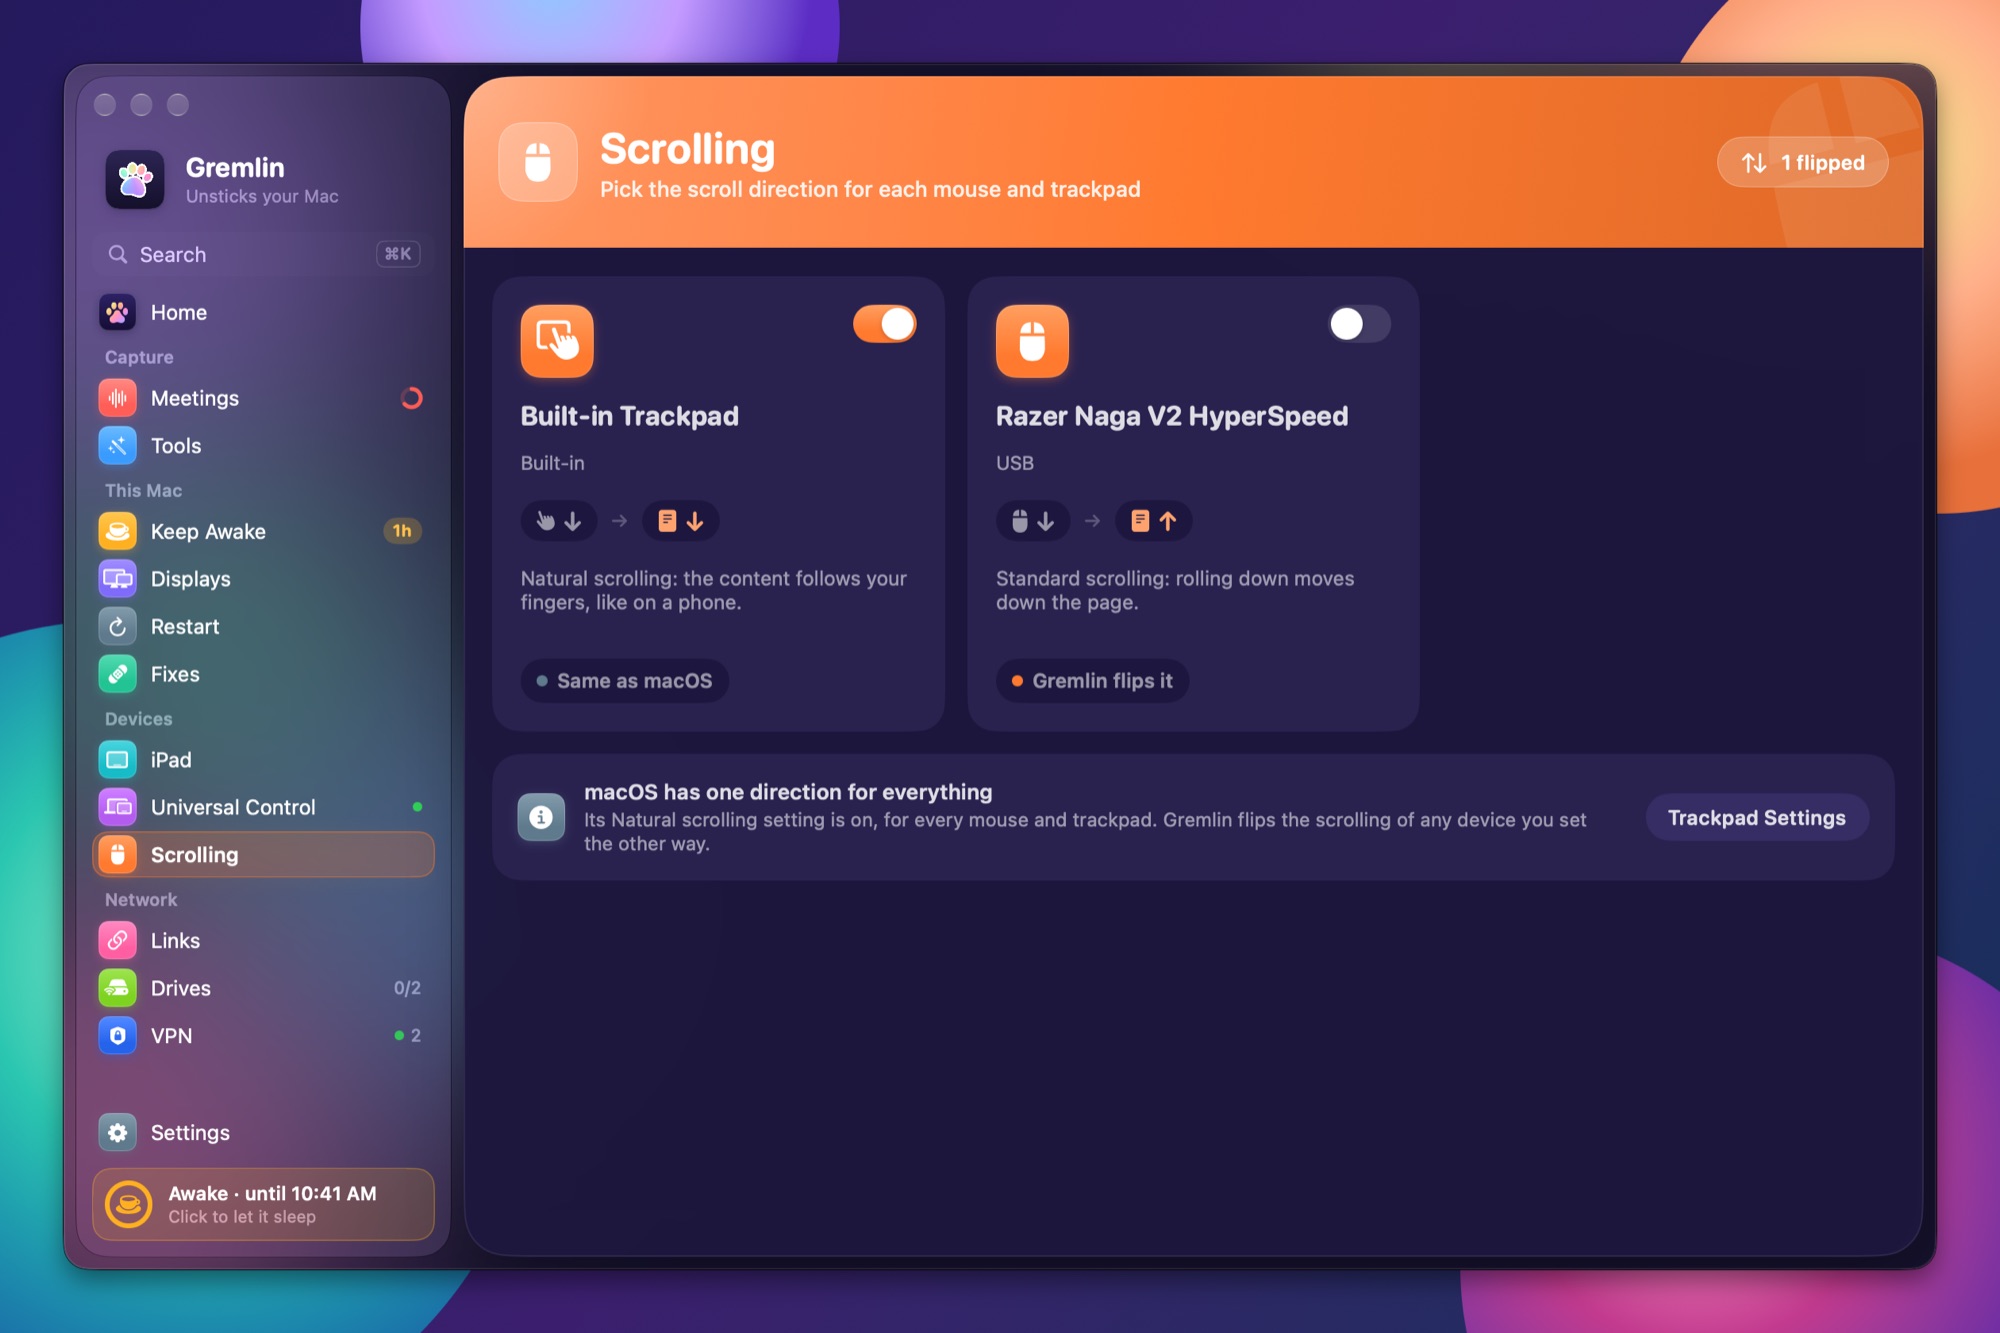 Gremlin
Unsticks your Mac
Search
⌘K
Home
Capture
Meetings
Tools
This Mac
Keep Awake
1h
Displays
Restart
Fixes
Devices
iPad
Universal Control
Scrolling
Network
Links
Drives
0/2
VPN
2
Settings
Awake · until 10:41 AM
Click to let it sleep
Scrolling
Pick the scroll direction for each mouse and trackpad
1 flipped
Built-in Trackpad
Built-in
Natural scrolling: the content follows your
fingers, like on a phone.
Same as macOS
Razer Naga V2 HyperSpeed
USB
Standard scrolling: rolling down moves
down the page.
Gremlin flips it
macOS has one direction for everything
Its Natural scrolling setting is on, for every mouse and trackpad. Gremlin flips the scrolling of any device you set
the other way.
Trackpad Settings